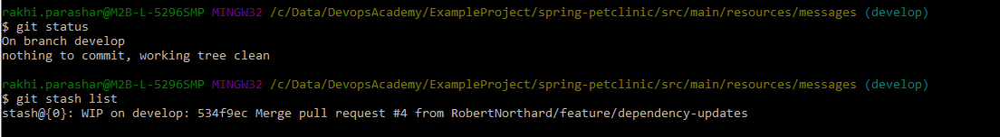 rakhi.parashar@M2B-L-5296SMP MINGW32 /c/Data/DevopsAcademy/ExampleProject/spring-petclinic/src/main/resources/messages (develop)
$ git status
On branch develop
nothing to commit, working tree clean
rakhi.parashar@M2B-L-5296SMP MINGW32 /c/Data/DevopsAcademy/ExampleProject/spring-petclinic/src/main/resources/messages (develop)
$ git stash list
stash@{0}: WIP on develop: 534f9ec Merge pull request #4 from RobertNorthard/feature/dependency-updates